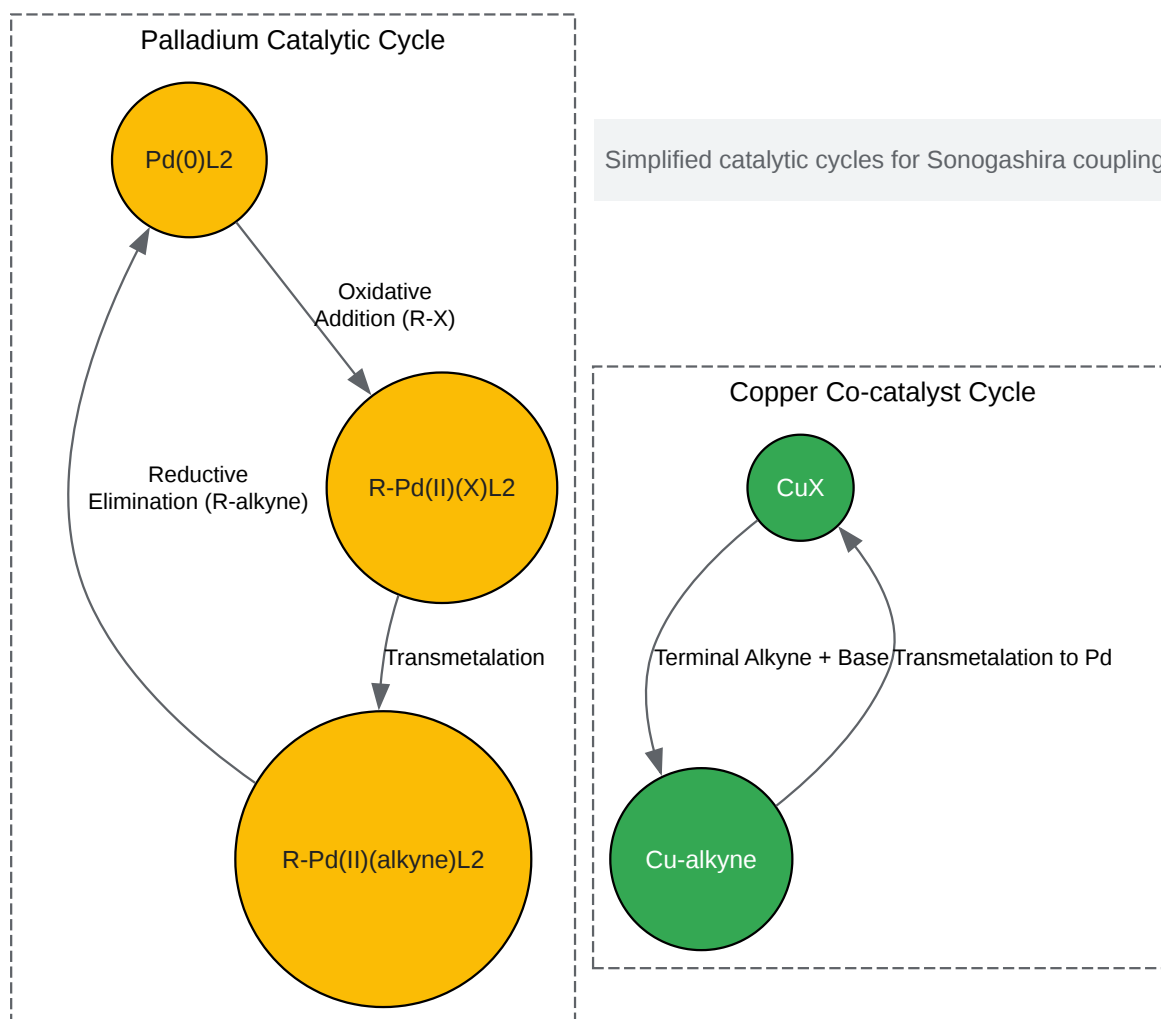 Palladium Catalytic Cycle
Pd(0)L2
Oxidative
Addition (R-X)
R-Pd(II)(X)L2
Reductive
Elimination (R-alkyne)
Transmetalation
R-Pd(II)(alkyne)L2
Simplified catalytic cycles for Sonogashira coupling
Copper Co-catalyst Cycle
CuX
Terminal Alkyne + Base
Transmetalation to Pd
Cu-alkyne